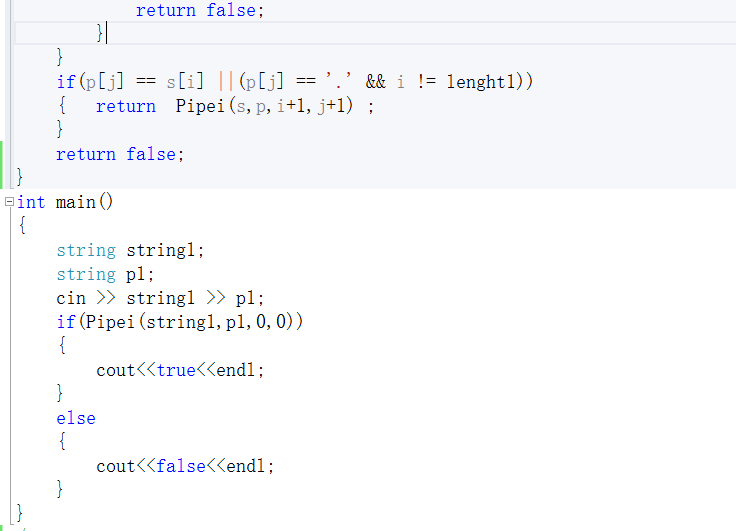 return false;
}
}
if(p[j] == s[i] ||(p[j] == '.' && i != lenght1))
{   return  Pipei(s,p,i+1,j+1) ;
}
return false;
}
int main()
{
string string1;
string p1;
cin >> string1 >> p1;
if(Pipei(string1,p1,0,0))
{
cout<<true<<endl;
}
else
{
cout<<false<<endl;
}
}